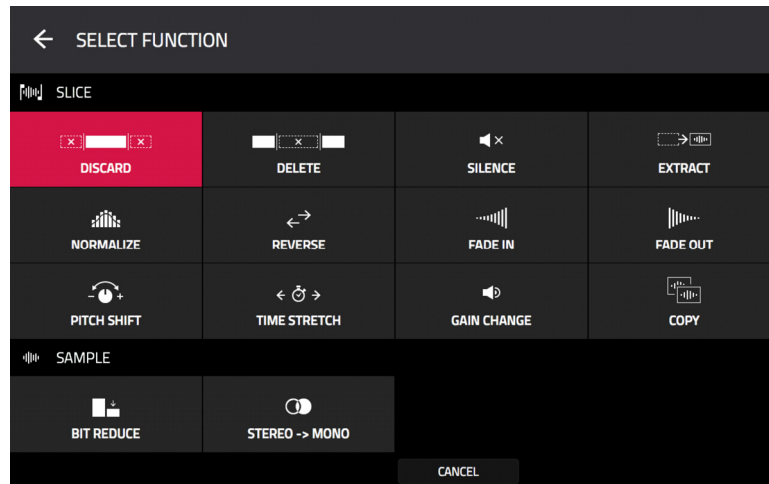 SELECT FUNCTION
SLICE
DISCARD DELETE SILENCE EXTRACT
NORMALIZE REVERSE FADE IN FADE OUT
PITCH SHIFT TIME STRETCH GAIN CHANGE COPY
SAMPLE
BIT REDUCE STEREO -> MONO
CANCEL